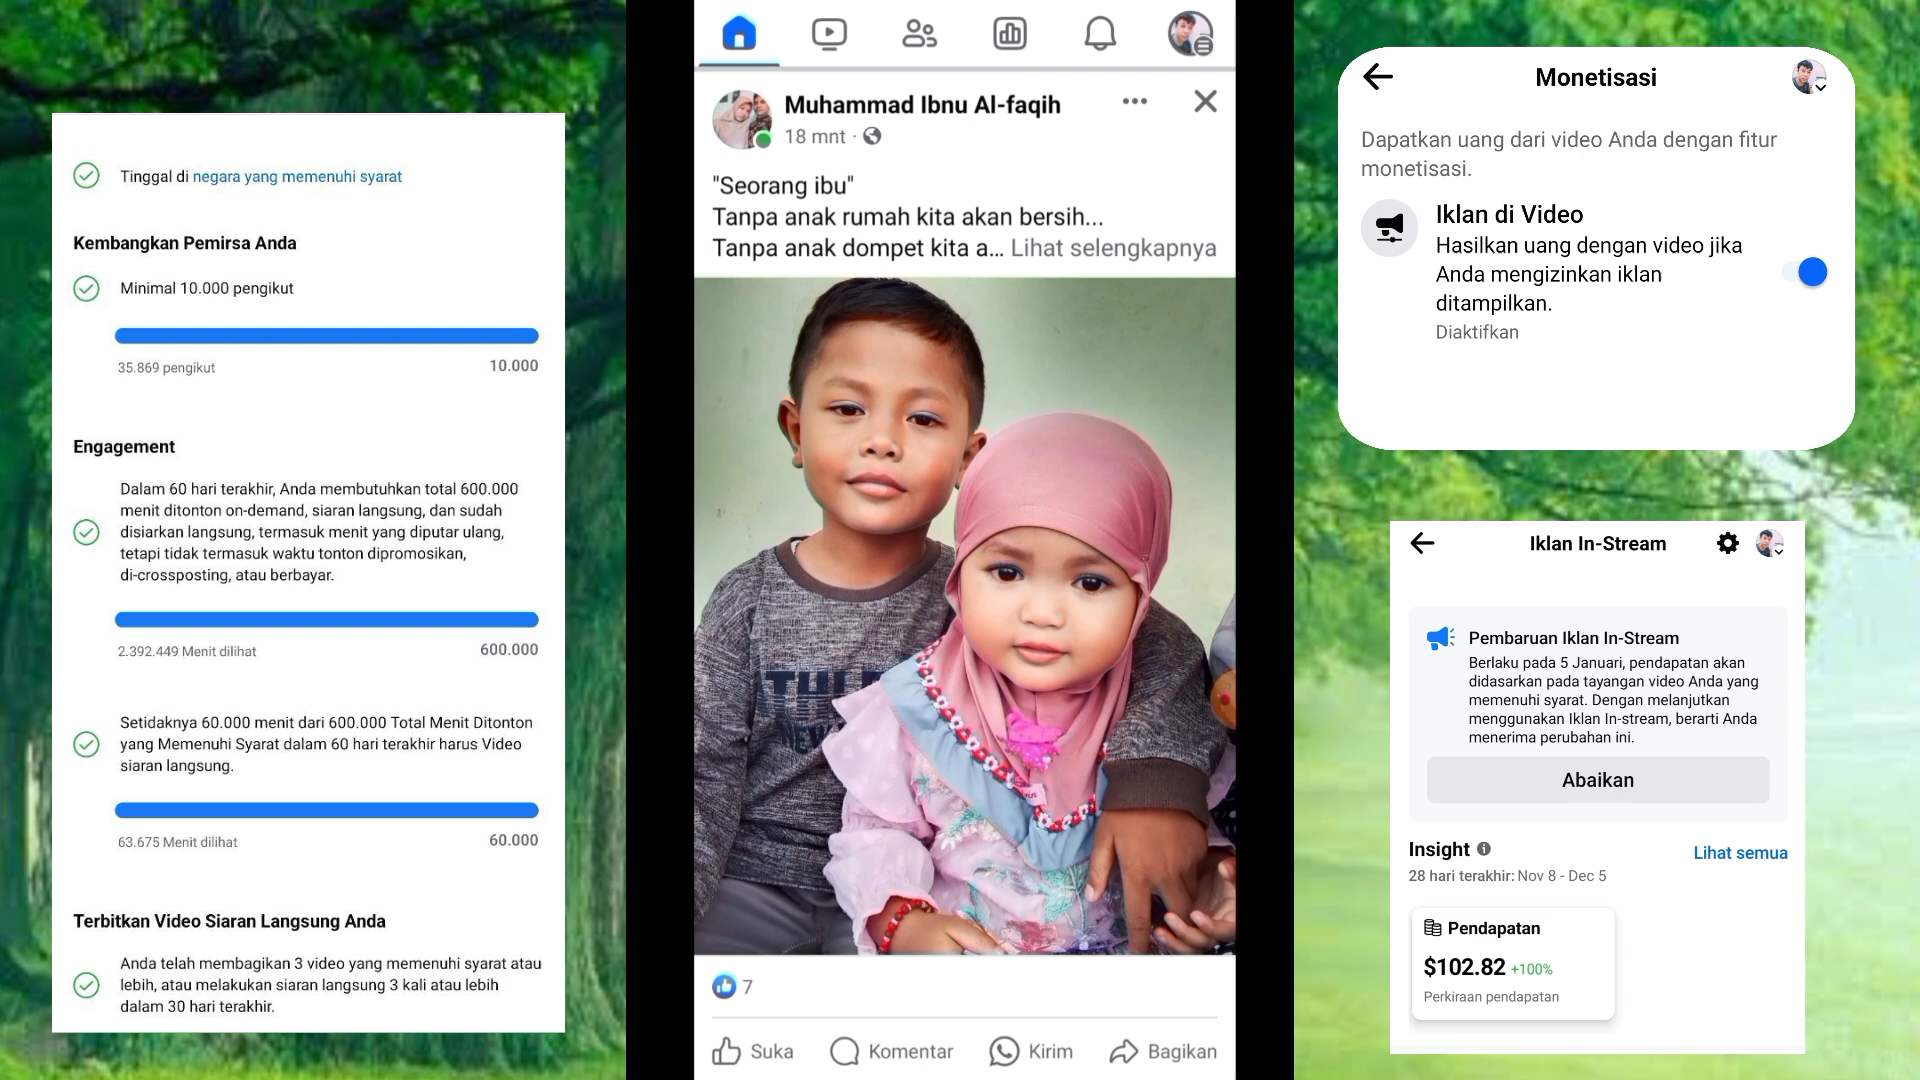 Tinggal di negara yang memenuhi syarat
Kembangkan Pemirsa Anda
Minimal 10.000 pengikut
35.869 pengikut
10.000
Engagement
Dalam 60 hari terakhir, Anda membutuhkan total 600.000
menit ditonton on-demand, siaran langsung, dan sudah
disiarkan langsung, termasuk menit yang diputar ulang,
tetapi tidak termasuk waktu tonton dipromosikan,
di-crossposting, atau berbayar.
2.392.449 Menit dilihat
600.000
Setidaknya 60.000 menit dari 600.000 Total Menit Ditonton
yang Memenuhi Syarat dalam 60 hari terakhir harus Video
siaran langsung.
63.675 Menit dilihat
60.000
Terbitkan Video Siaran Langsung Anda
Anda telah membagikan 3 video yang memenuhi syarat atau
lebih, atau melakukan siaran langsung 3 kali atau lebih
dalam 30 hari terakhir.
Muhammad Ibnu Al-faqih
18 mnt ·
"Seorang ibu"
Tanpa anak rumah kita akan bersih...
Tanpa anak dompet kita a... Lihat selengkapnya
7
Suka
Komentar
Kirim
Bagikan
Monetisasi
Dapatkan uang dari video Anda dengan fitur
monetisasi.
Iklan di Video
Hasilkan uang dengan video jika
Anda mengizinkan iklan
ditampilkan.
Diaktifkan
Iklan In-Stream
Pembaruan Iklan In-Stream
Berlaku pada 5 Januari, pendapatan akan
didasarkan pada tayangan video Anda yang
memenuhi syarat. Dengan melanjutkan
menggunakan Iklan In-stream, berarti Anda
menerima perubahan ini.
Abaikan
Insight
Lihat semua
28 hari terakhir: Nov 8 - Dec 5
Pendapatan
$102.82 +100%
Perkiraan pendapatan